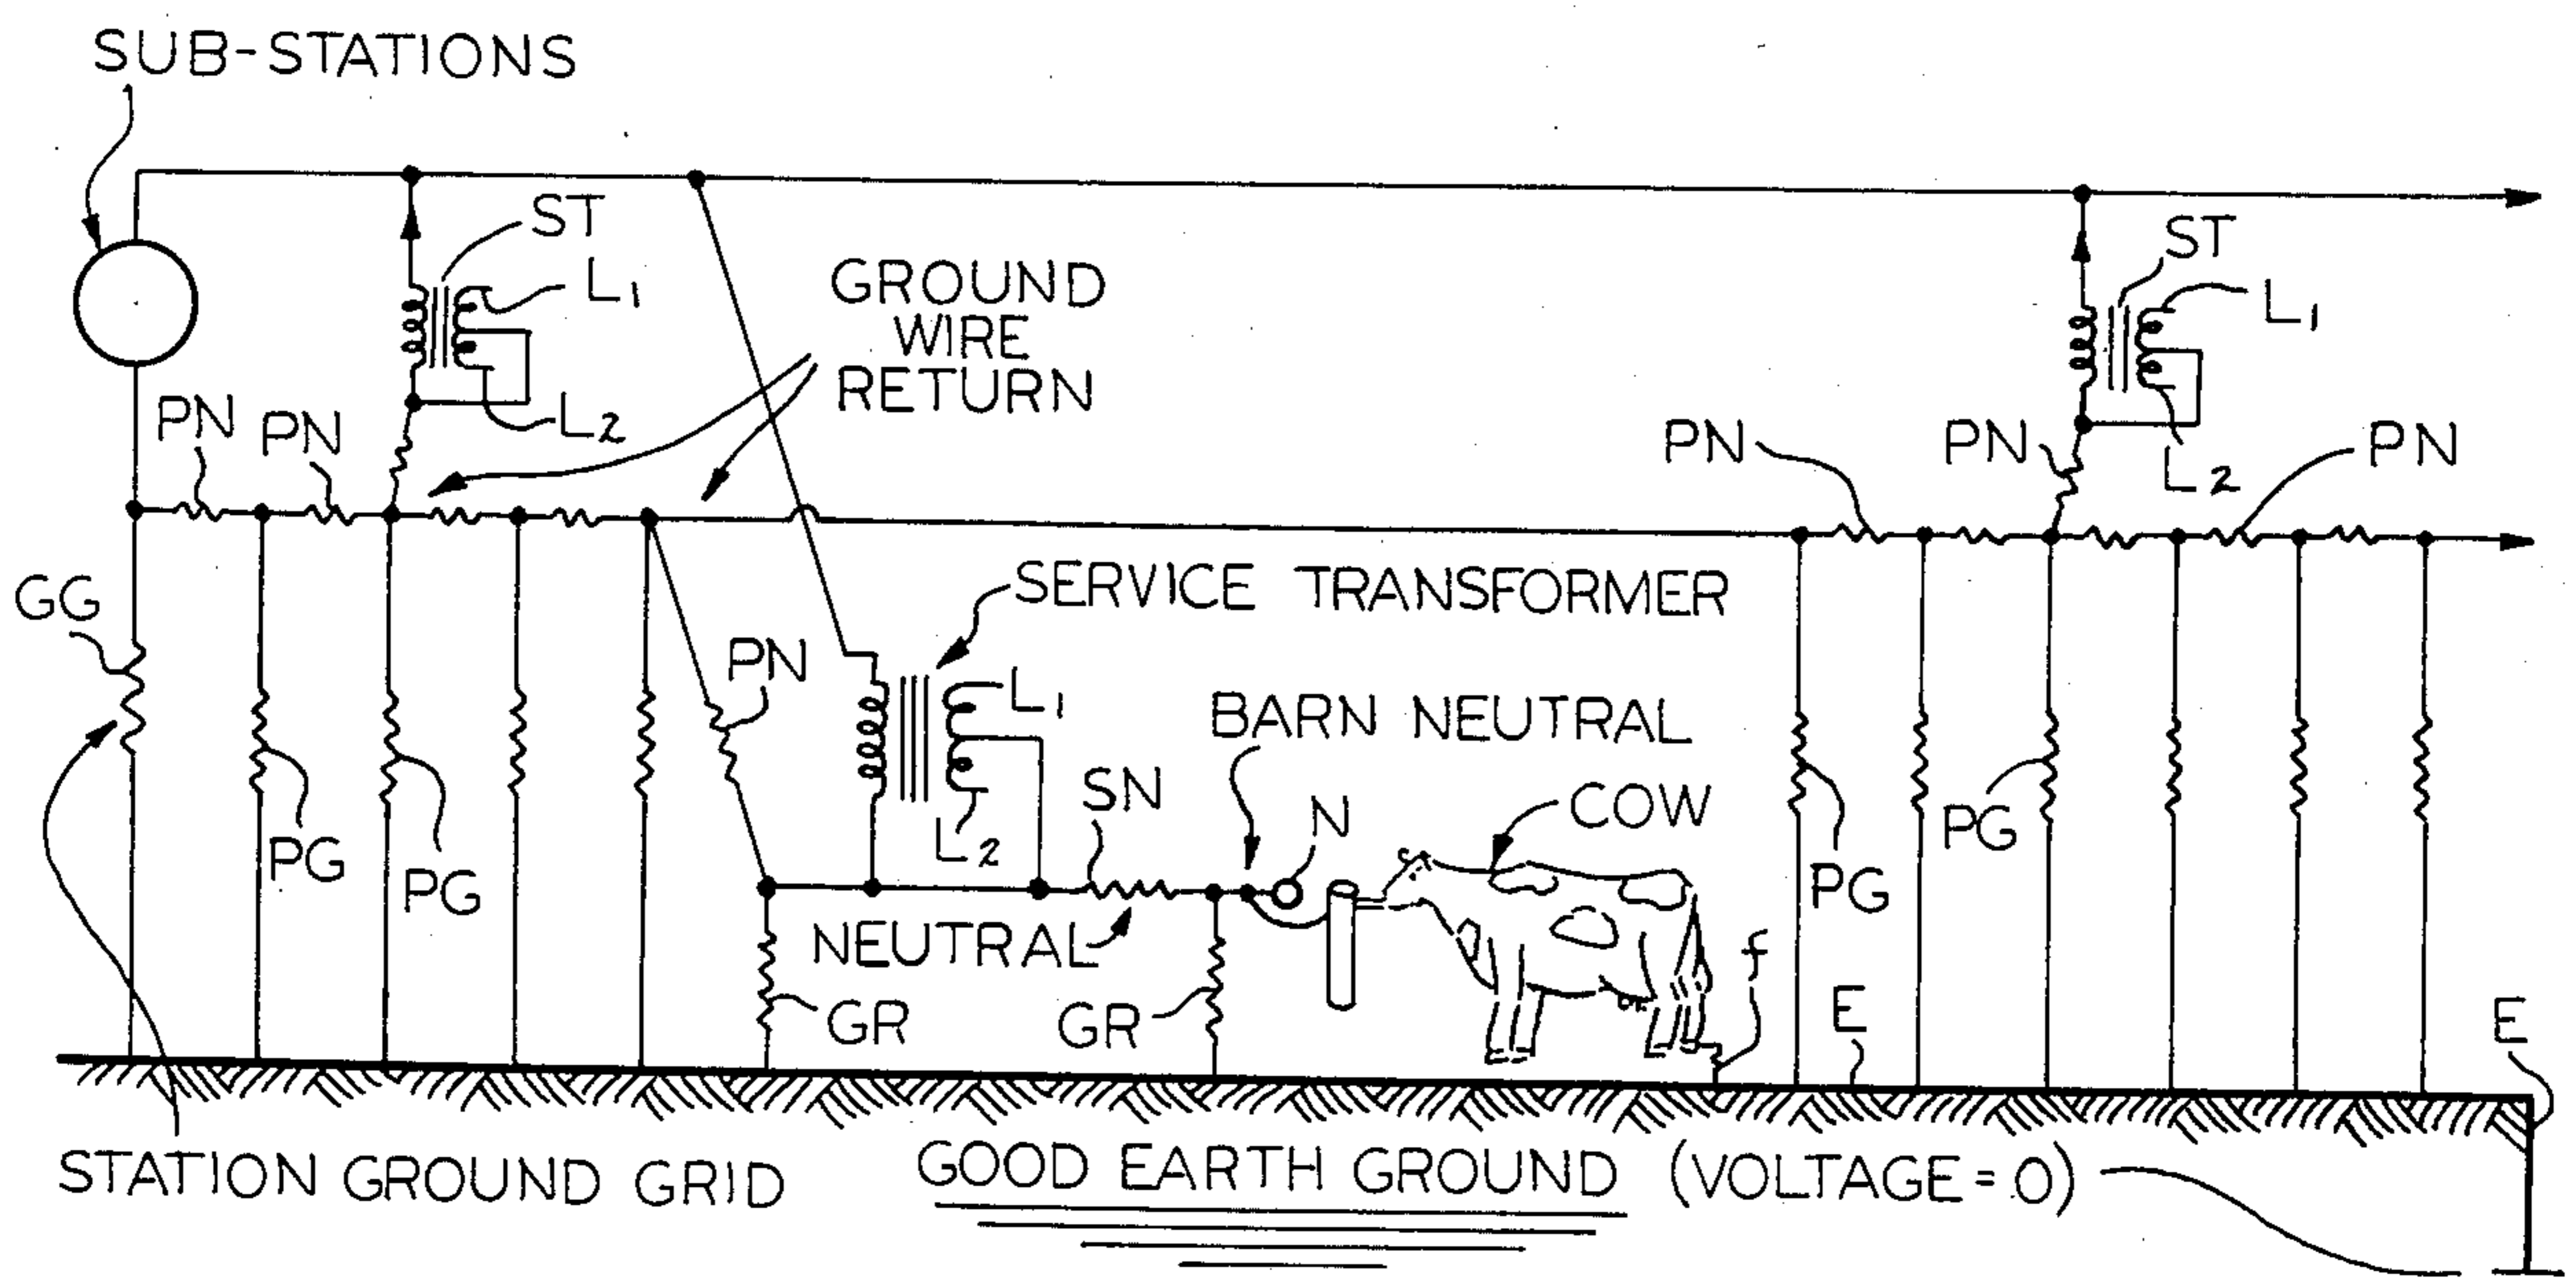 SUB-STATIONS
ST
L1
L2
GROUND
WIRE
RETURN
ST
L1
L2
PN
PN
PN
PN
PN
GG
SERVICE TRANSFORMER
PN
L1
L2
BARN NEUTRAL
SN
N
COW
PG
PG
PG
PG
NEUTRAL
GR
GR
f
E
E
STATION GROUND GRID
GOOD EARTH GROUND (VOLTAGE=0)